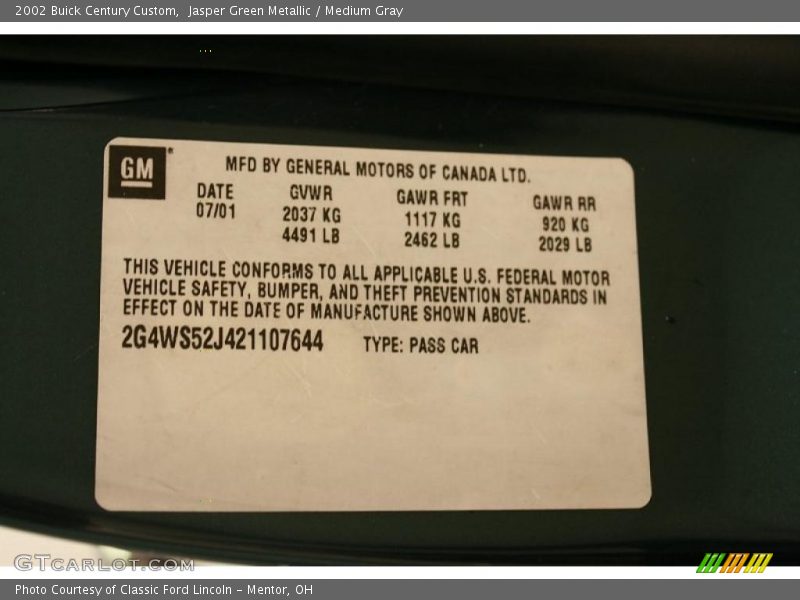 2002 Buick Century Custom,  Jasper Green Metallic / Medium Gray
GM
MFD BY GENERAL MOTORS OF CANADA LTD.
DATE GVWR GAWR FRT GAWR RR
07/01 2037 KG 1117 KG 920 KG
4491 LB 2462 LB 2029 LB
THIS VEHICLE CONFORMS TO ALL APPLICABLE U.S. FEDERAL MOTOR
VEHICLE SAFETY, BUMPER, AND THEFT PREVENTION STANDARDS IN
EFFECT ON THE DATE OF MANUFACTURE SHOWN ABOVE.
2G4WS52J421107644 TYPE: PASS CAR
GTCARLOT.COM
Photo Courtesy of Classic Ford Lincoln - Mentor, OH